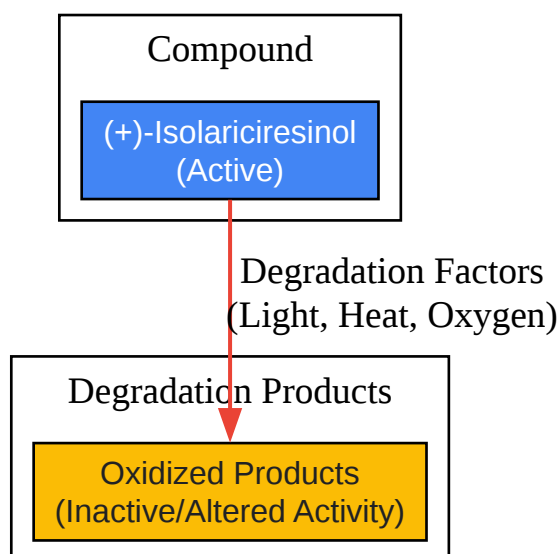 Compound
(+)-Isolariciresinol
(Active)
Degradation Factors
(Light, Heat, Oxygen)
Degradation Products
Oxidized Products
(Inactive/Altered Activity)